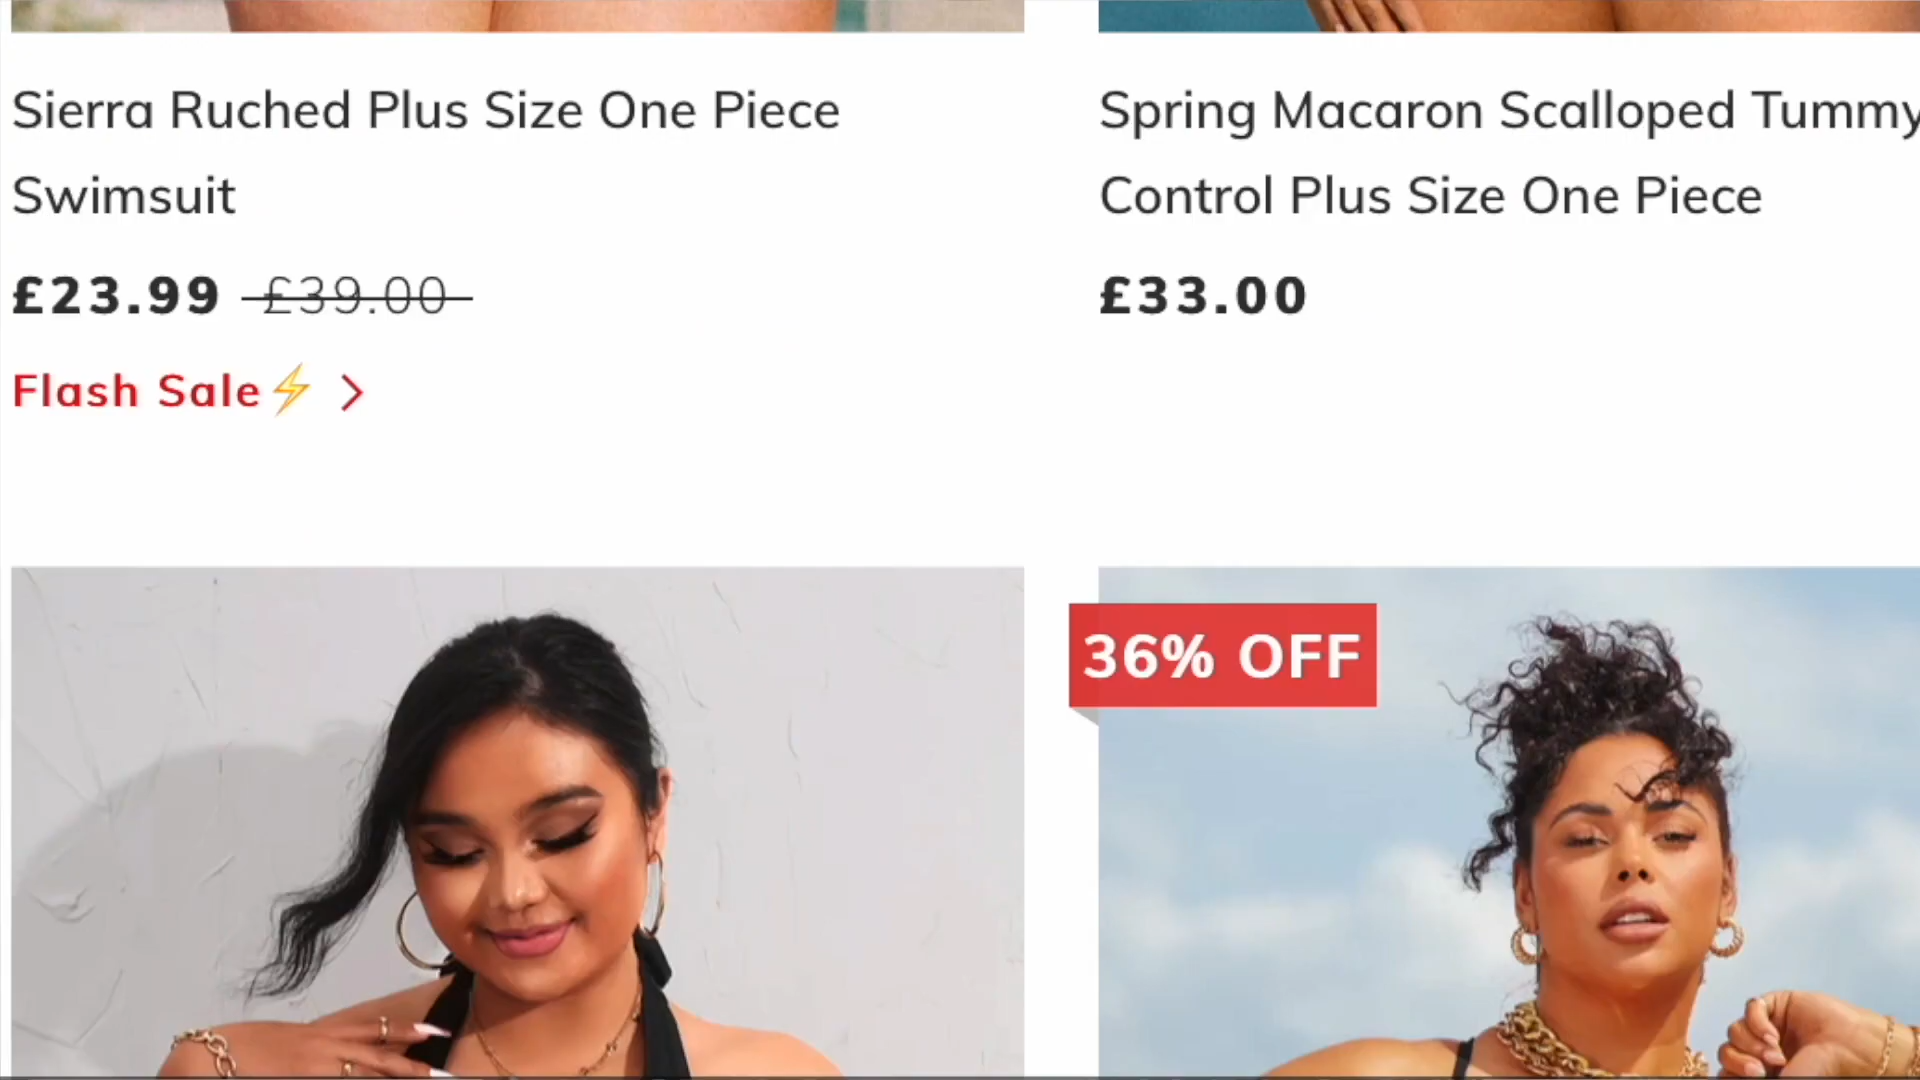 Sierra Ruched Plus Size One Piece
Swimsuit
£23.99 £39.00
Flash Sale⚡ >
Spring Macaron Scalloped Tummy
Control Plus Size One Piece
£33.00
36% OFF